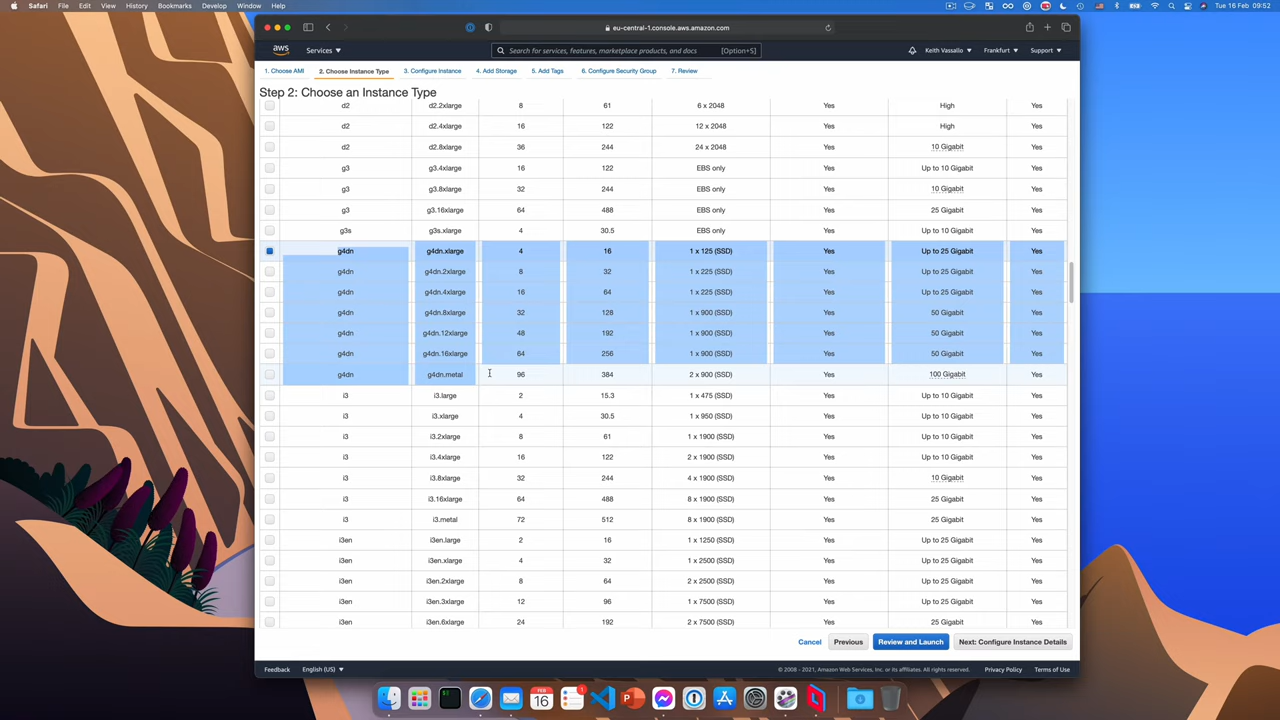 Safari File Edit View History Bookmarks Develop Window Help Tue 16 Feb 09:52
eu-central-1.console.aws.amazon.com
aws Services Search for services, features, marketplace products, and docs [Option+S] Keith Vassallo Frankfurt Support
1. Choose AMI 2. Choose Instance Type 3. Configure Instance 4. Add Storage 5. Add Tags 6. Configure Security Group 7. Review
Step 2: Choose an Instance Type
d2 d2.2xlarge 8 61 6 x 2048 Yes High Yes
d2 d2.4xlarge 16 122 12 x 2048 Yes High Yes
d2 d2.8xlarge 36 244 24 x 2048 Yes 10 Gigabit Yes
g3 g3.4xlarge 16 122 EBS only Yes Up to 10 Gigabit Yes
g3 g3.8xlarge 32 244 EBS only Yes 10 Gigabit Yes
g3 g3.16xlarge 64 488 EBS only Yes 25 Gigabit Yes
g3s g3s.xlarge 4 30.5 EBS only Yes Up to 10 Gigabit Yes
g4dn g4dn.xlarge 4 16 1 x 125 (SSD) Yes Up to 25 Gigabit Yes
g4dn g4dn.2xlarge 8 32 1 x 225 (SSD) Yes Up to 25 Gigabit Yes
g4dn g4dn.4xlarge 16 64 1 x 225 (SSD) Yes Up to 25 Gigabit Yes
g4dn g4dn.8xlarge 32 128 1 x 900 (SSD) Yes 50 Gigabit Yes
g4dn g4dn.12xlarge 48 192 1 x 900 (SSD) Yes 50 Gigabit Yes
g4dn g4dn.16xlarge 64 256 1 x 900 (SSD) Yes 50 Gigabit Yes
g4dn g4dn.metal 96 384 2 x 900 (SSD) Yes 100 Gigabit Yes
i3 i3.large 2 15.3 1 x 475 (SSD) Yes Up to 10 Gigabit Yes
i3 i3.xlarge 4 30.5 1 x 950 (SSD) Yes Up to 10 Gigabit Yes
i3 i3.2xlarge 8 61 1 x 1900 (SSD) Yes Up to 10 Gigabit Yes
i3 i3.4xlarge 16 122 2 x 1900 (SSD) Yes Up to 10 Gigabit Yes
i3 i3.8xlarge 32 244 4 x 1900 (SSD) Yes 10 Gigabit Yes
i3 i3.16xlarge 64 488 8 x 1900 (SSD) Yes 25 Gigabit Yes
i3 i3.metal 72 512 8 x 1900 (SSD) Yes 25 Gigabit Yes
i3en i3en.large 2 16 1 x 1250 (SSD) Yes Up to 25 Gigabit Yes
i3en i3en.xlarge 4 32 1 x 2500 (SSD) Yes Up to 25 Gigabit Yes
i3en i3en.2xlarge 8 64 2 x 2500 (SSD) Yes Up to 25 Gigabit Yes
i3en i3en.3xlarge 12 96 1 x 7500 (SSD) Yes Up to 25 Gigabit Yes
i3en i3en.6xlarge 24 192 2 x 7500 (SSD) Yes 25 Gigabit Yes
Cancel Previous Review and Launch Next: Configure Instance Details
Feedback English (US) © 2008 - 2021, Amazon Web Services, Inc. or its affiliates. All rights reserved. Privacy Policy Terms of Use
FEB
16
1